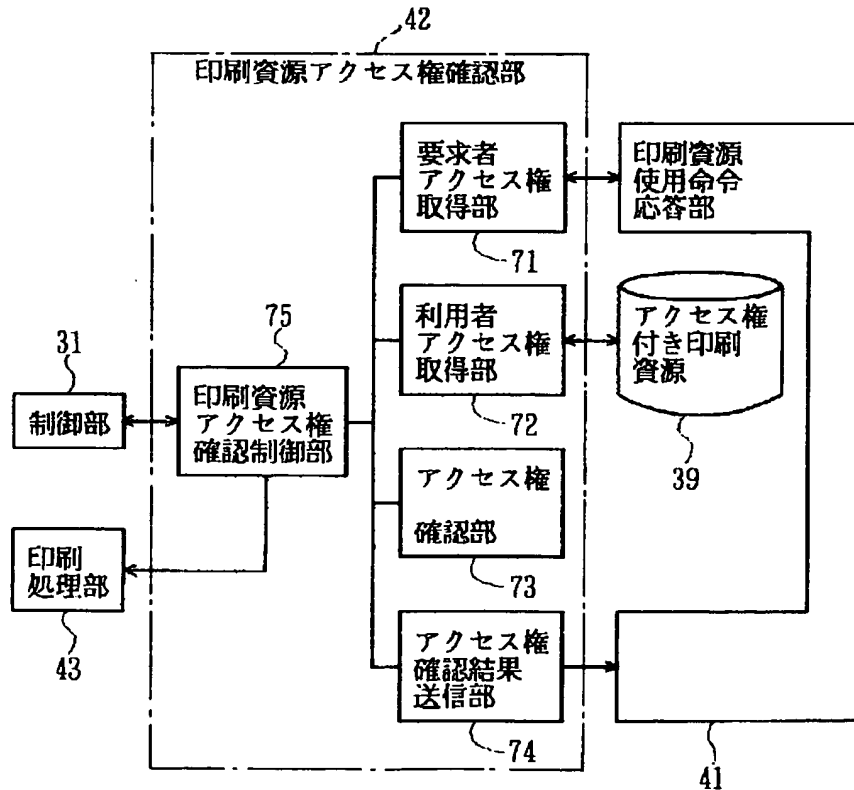 42
印刷資源アクセス権確認部
要求者
アクセス権
取得部
71
印刷資源
使用命令
応答部
利用者
アクセス権
取得部
72
アクセス権
付き印刷
資源
39
75
印刷資源
アクセス権
確認制御部
31
制御部
アクセス権
確認部
73
印刷
処理部
43
アクセス権
確認結果
送信部
74
41